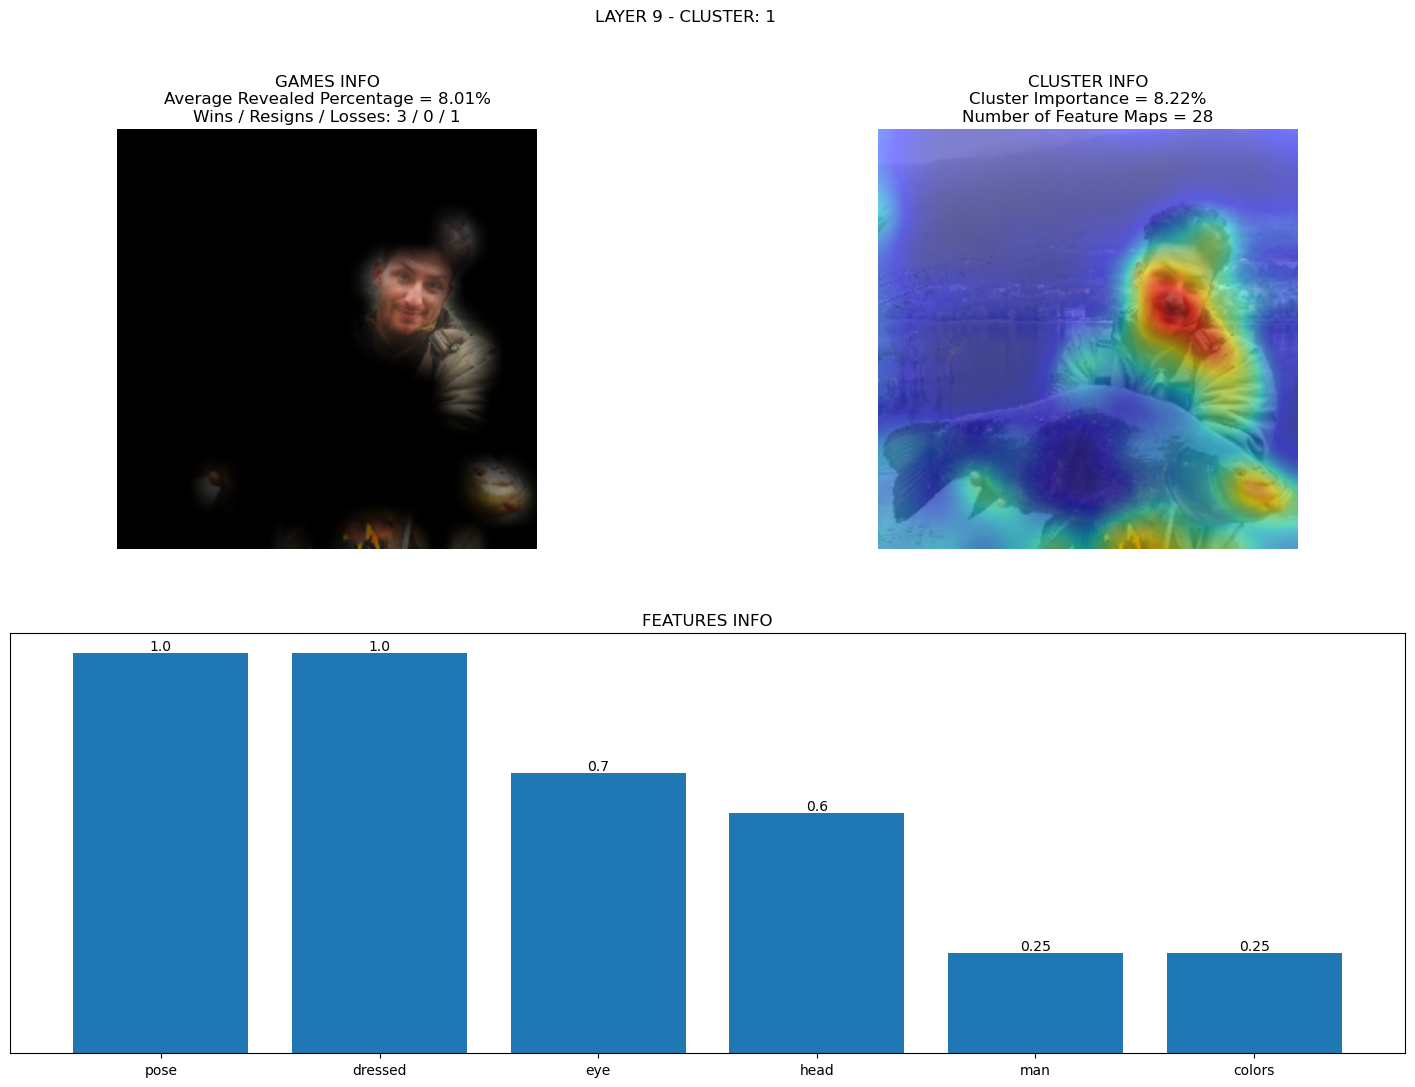 LAYER 9 - CLUSTER: 1
GAMES INFO
Average Revealed Percentage = 8.01%
Wins / Resigns / Losses: 3 / 0 / 1
CLUSTER INFO
Cluster Importance = 8.22%
Number of Feature Maps = 28
FEATURES INFO
1.0
1.0
0.7
0.6
0.25
0.25
pose
dressed
eye
head
man
colors